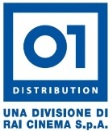 01
DISTRIBUTION
UNA DIVISIONE DI
RAI CINEMA S.p.A.